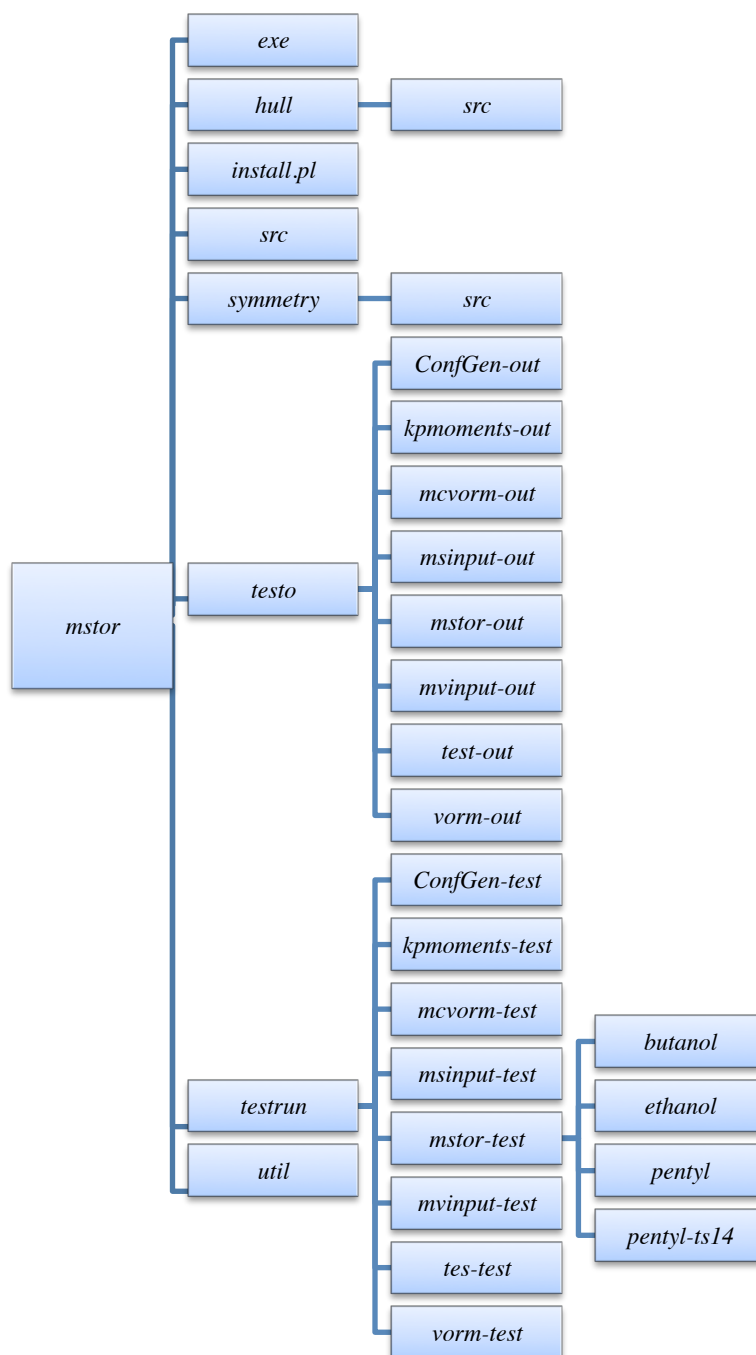 exe
hull
src
install.pl
src
symmetry
src
ConfGen-out
kpmoments-out
mcvorm-out
msinput-out
mstor
testo
mstor-out
mvinput-out
test-out
vorm-out
ConfGen-test
kpmoments-test
mcvorm-test
butanol
msinput-test
testrun
ethanol
mstor-test
util
pentyl
mvinput-test
pentyl-ts14
tes-test
vorm-test